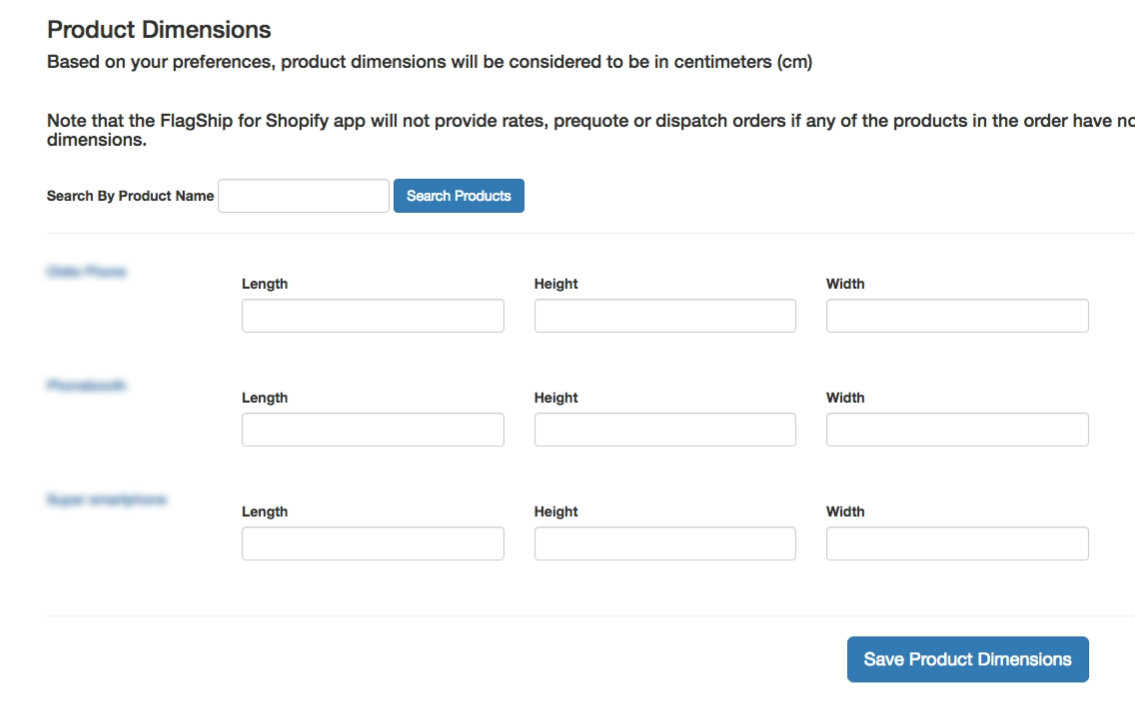 Product Dimensions
Based on your preferences, product dimensions will be considered to be in centimeters (cm)
Note that the FlagShip for Shopify app will not provide rates, prequote or dispatch orders if any of the products in the order have no
dimensions.
Search By Product Name Search Products
Length Height Width
Length Height Width
Length Height Width
Save Product Dimensions